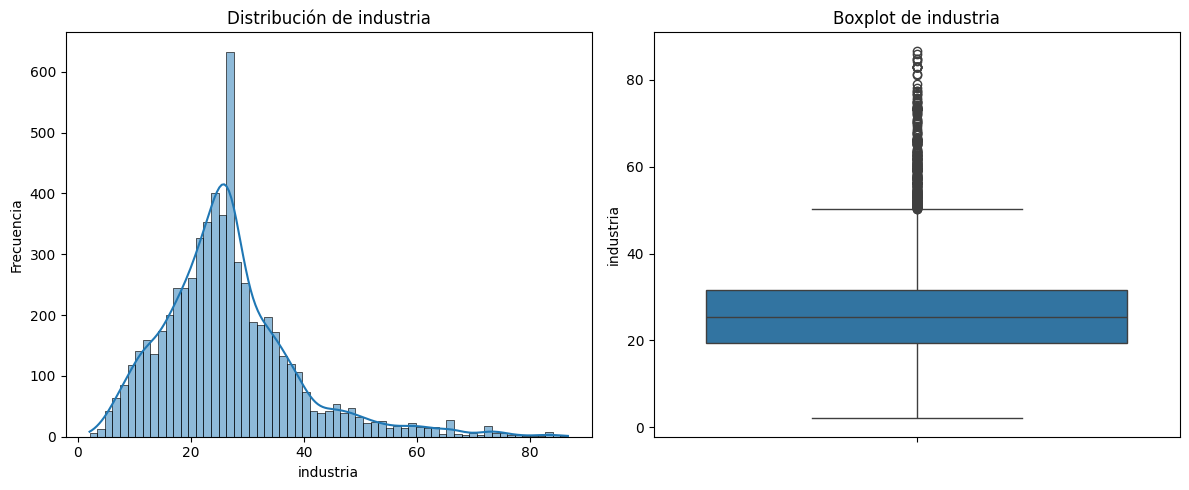 Distribución de industria
Frecuencia
600
500
400
300
200
100
0
0 20 40 60 80
industria
Boxplot de industria
industria
80
60
40
20
0